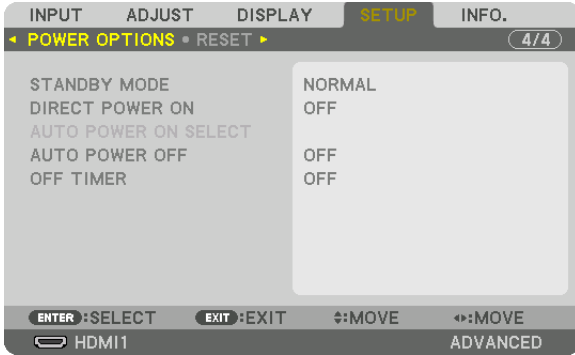 INPUT ADJUST DISPLAY SETUP INFO.
POWER OPTIONS • RESET 4/4
STANDBY MODE NORMAL
DIRECT POWER ON OFF
AUTO POWER ON SELECT
AUTO POWER OFF OFF
OFF TIMER OFF
ENTER :SELECT EXIT :EXIT :MOVE :MOVE
HDMI1 ADVANCED